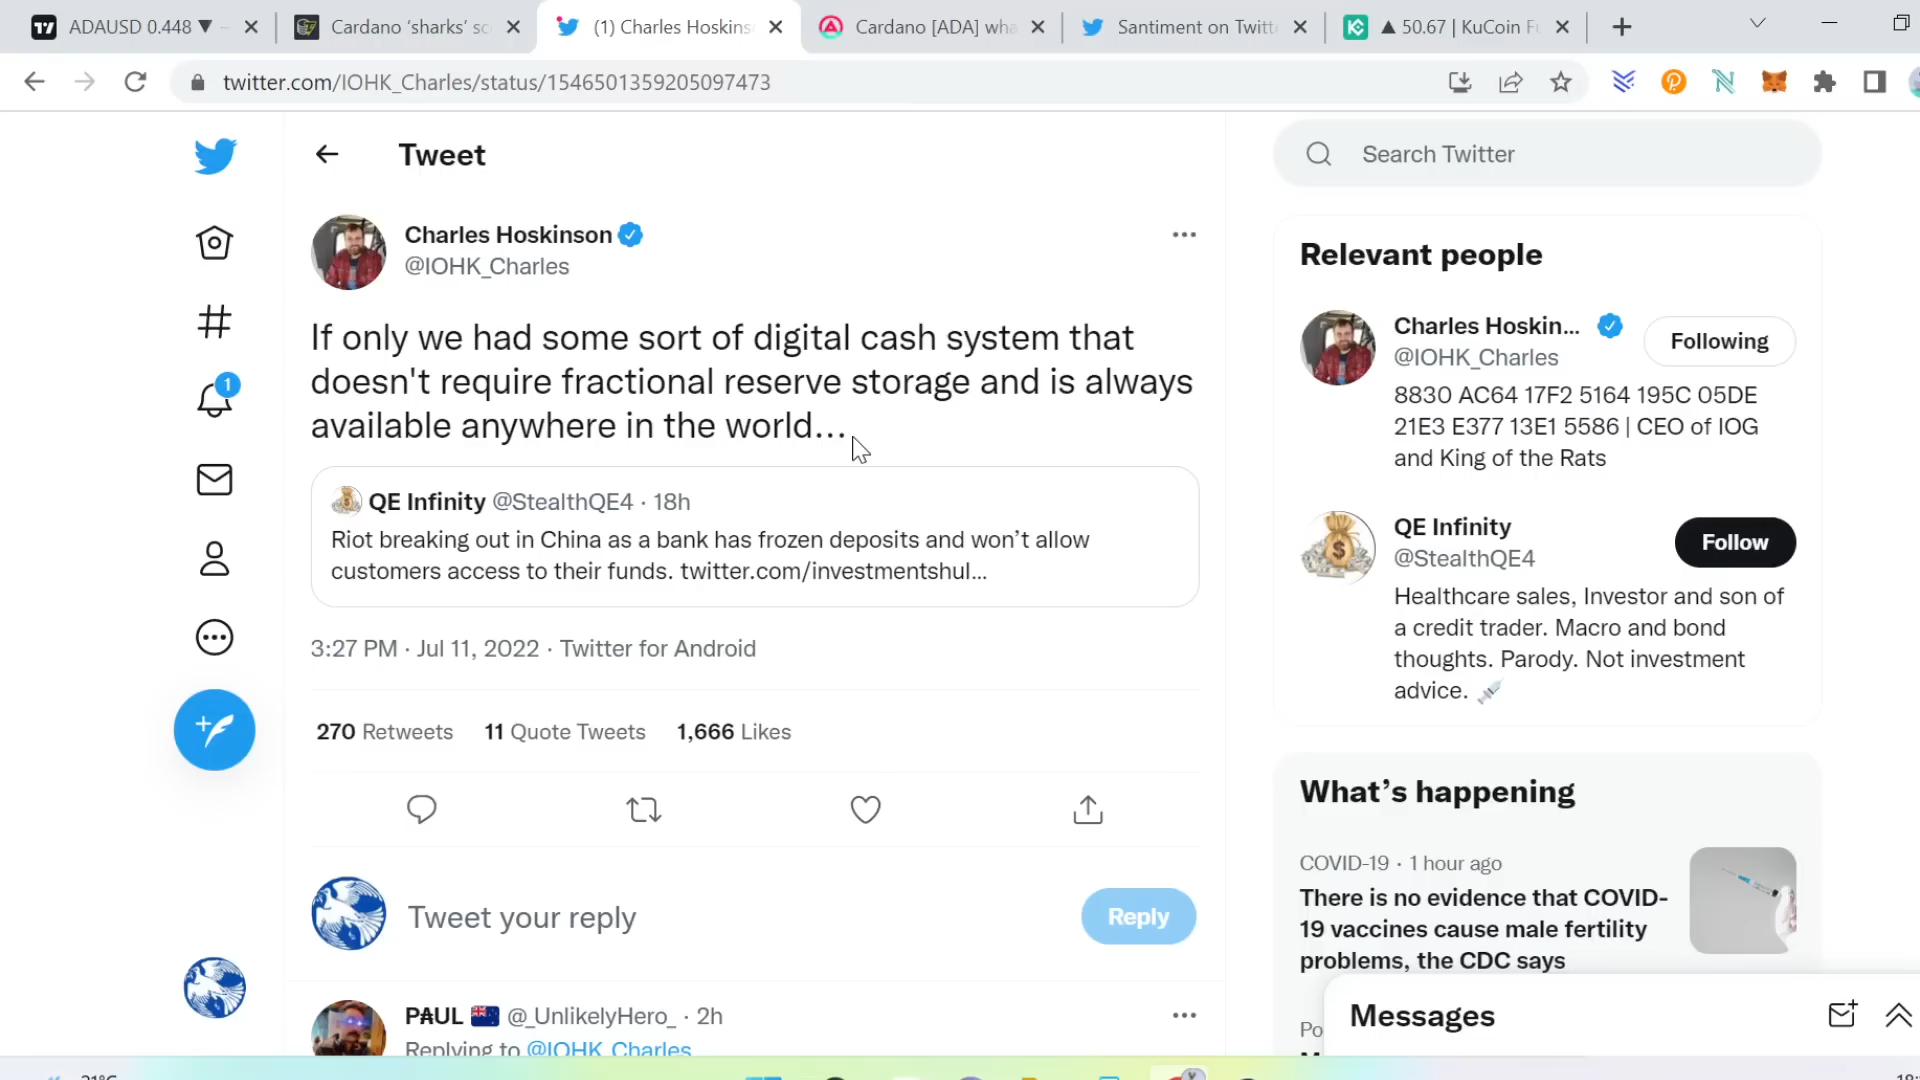 ADAUSD 0.448 ▼
Cardano ‘sharks’ sc
(1) Charles Hoskins
Cardano [ADA] wha
Santiment on Twitt
▲ 50.67 | KuCoin F
twitter.com/IOHK_Charles/status/1546501359205097473
Tweet
Search Twitter
Charles Hoskinson
@IOHK_Charles
If only we had some sort of digital cash system that
doesn't require fractional reserve storage and is always
available anywhere in the world...
QE Infinity @StealthQE4 · 18h
Riot breaking out in China as a bank has frozen deposits and won’t allow
customers access to their funds. twitter.com/investmentshul...
3:27 PM · Jul 11, 2022 · Twitter for Android
270 Retweets 11 Quote Tweets 1,666 Likes
Tweet your reply
Reply
PȺUL @_UnlikelyHero_ · 2h
Replying to @IOHK_Charles
1
Relevant people
Charles Hoskin...
@IOHK_Charles
Following
8830 AC64 17F2 5164 195C 05DE
21E3 E377 13E1 5586 | CEO of IOG
and King of the Rats
QE Infinity
@StealthQE4
Follow
Healthcare sales, Investor and son of
a credit trader. Macro and bond
thoughts. Parody. Not investment
advice.
What’s happening
COVID-19 · 1 hour ago
There is no evidence that COVID-
19 vaccines cause male fertility
problems, the CDC says
Po
Messages
21°C